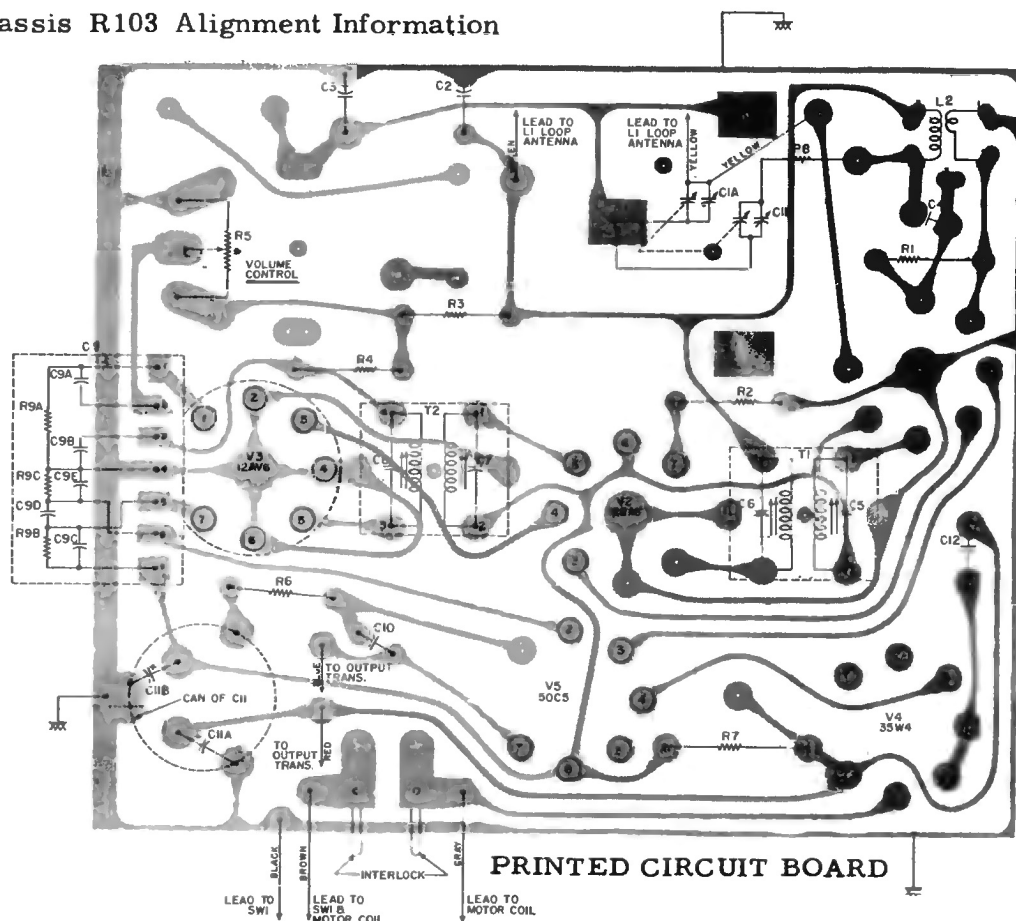 assis R103 Alignment Information
C3
C2
L2
LEAD TO
L1 LOOP
ANTENNA
LEAD TO
L1 LOOP
ANTENNA
YELLOW
YELLOW
C1A
R5
VOLUME
CONTROL
R1
R3
R4
R2
C9A
R9A
C9B
R9C
C9E
C9D
R9B
C9C
V3
12AV6
1
2
3
4
5
6
7
T2
T1
C6
C5
C12
R6
C10
BLUE
TO OUTPUT
TRANS.
C11B
CAN OF C11
C11A
TO
OUTPUT
TRANS.
RED
V5
50C5
V4
35W4
R7
BLACK
BROWN
GRAY
INTERLOCK
PRINTED CIRCUIT BOARD
LEAD TO
SW1
LEAD TO
SW1 &
MOTOR COIL
LEAD TO
MOTOR COIL